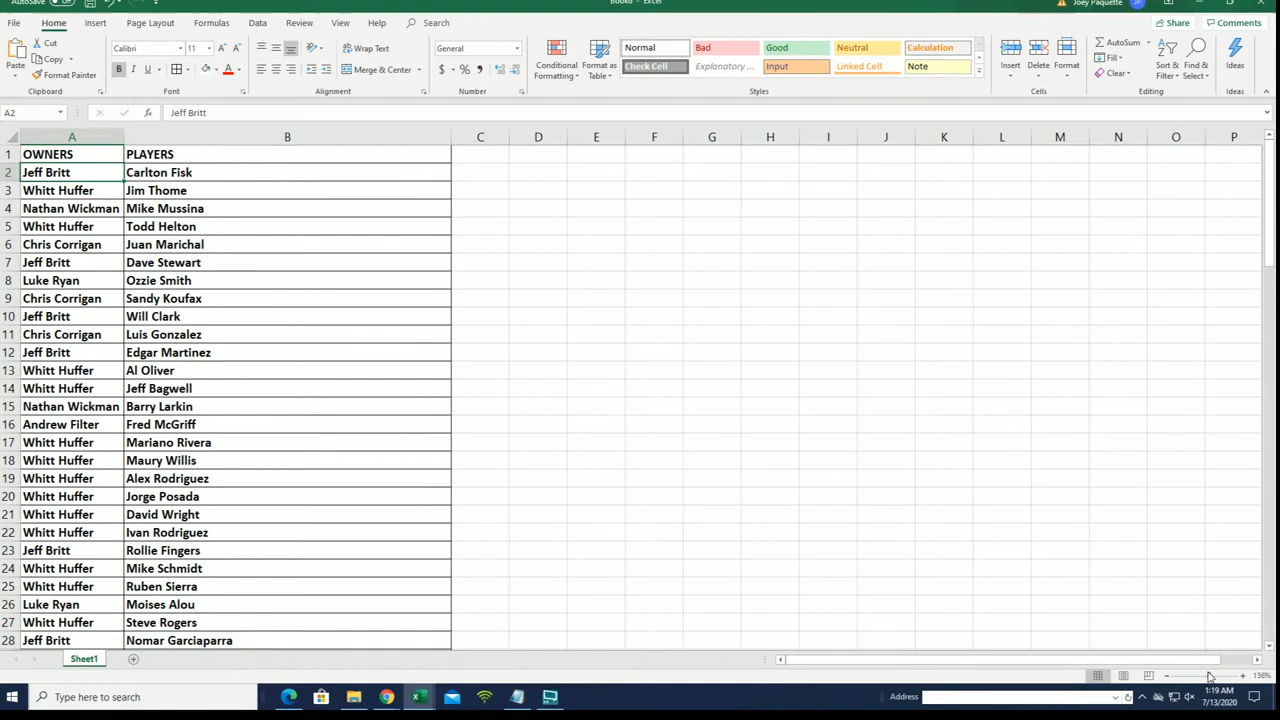 AutoSave Off Book6 - Excel Joey Paquette JP
File Home Insert Page Layout Formulas Data Review View Help Search Share Comments
Paste Cut Copy Format Painter Clipboard
Calibri 11 B I U Font
Wrap Text Merge & Center Alignment
General $ % Number
Conditional Formatting Format as Table
Normal Bad Good Neutral Calculation
Check Cell Explanatory ... Input Linked Cell Note
Styles
Insert Delete Format Cells
AutoSum Fill Clear Sort & Filter Find & Select Editing
Ideas Ideas
A2 fx Jeff Britt
A B C D E F G H I J K L M N O P
1 OWNERS PLAYERS
2 Jeff Britt Carlton Fisk
3 Whitt Huffer Jim Thome
4 Nathan Wickman Mike Mussina
5 Whitt Huffer Todd Helton
6 Chris Corrigan Juan Marichal
7 Jeff Britt Dave Stewart
8 Luke Ryan Ozzie Smith
9 Chris Corrigan Sandy Koufax
10 Jeff Britt Will Clark
11 Chris Corrigan Luis Gonzalez
12 Jeff Britt Edgar Martinez
13 Whitt Huffer Al Oliver
14 Whitt Huffer Jeff Bagwell
15 Nathan Wickman Barry Larkin
16 Andrew Filter Fred McGriff
17 Whitt Huffer Mariano Rivera
18 Whitt Huffer Maury Willis
19 Whitt Huffer Alex Rodriguez
20 Whitt Huffer Jorge Posada
21 Whitt Huffer David Wright
22 Whitt Huffer Ivan Rodriguez
23 Jeff Britt Rollie Fingers
24 Whitt Huffer Mike Schmidt
25 Whitt Huffer Ruben Sierra
26 Luke Ryan Moises Alou
27 Whitt Huffer Steve Rogers
28 Jeff Britt Nomar Garciaparra
Sheet1
136%
Type here to search Address 1:19 AM
7/13/2020